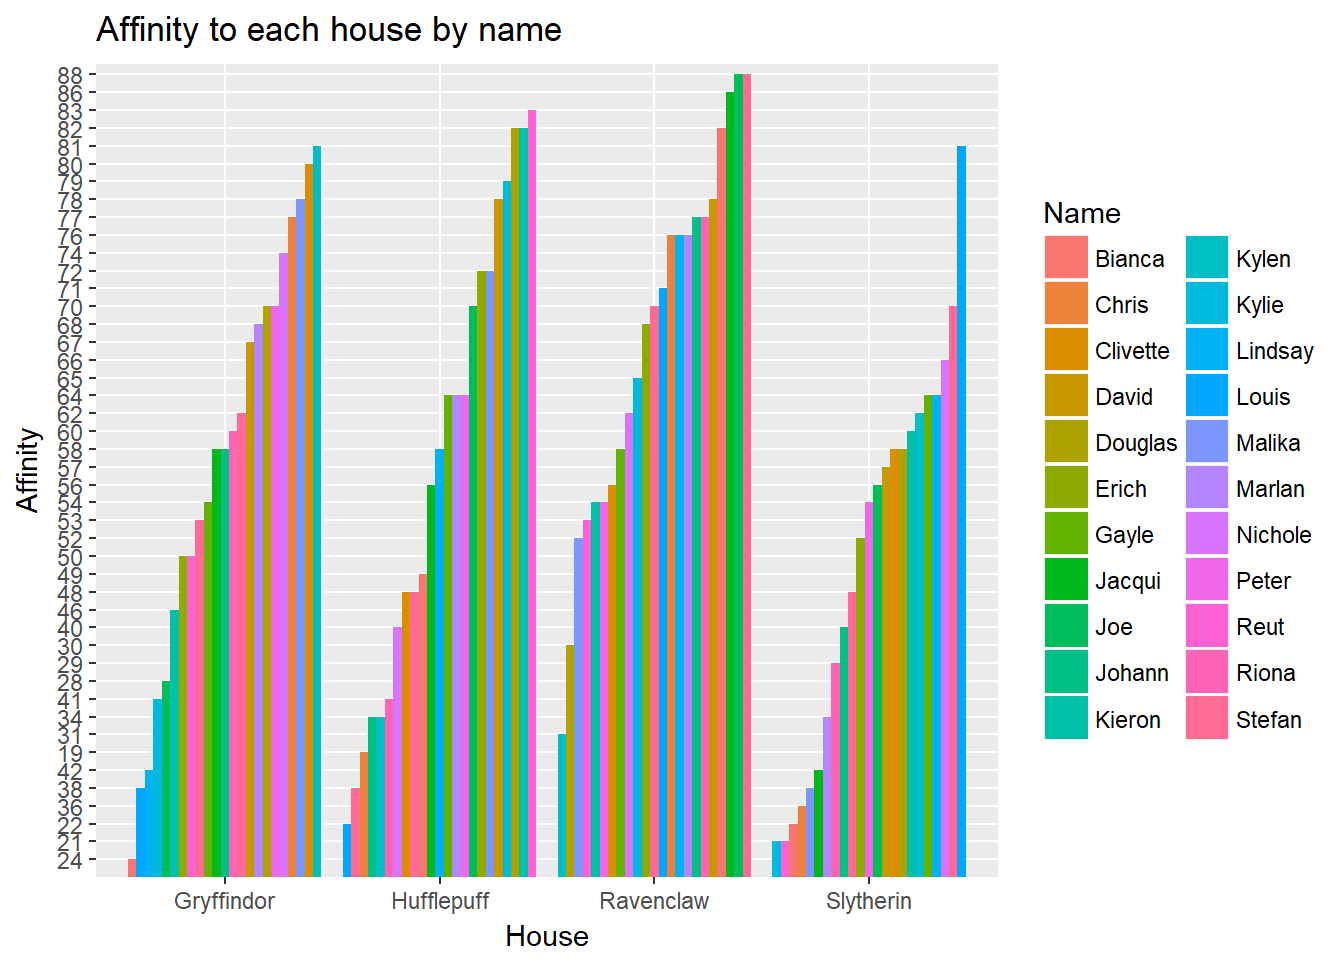 Affinity to each house by name
88
86
83
82
81
80
79
78
77
76
74
72
71
70
68
67
66
65
64
62
60
58
57
56
54
53
52
50
49
48
46
40
30
29
28
41
34
31
19
42
38
36
22
21
24
Affinity
Gryffindor Hufflepuff Ravenclaw Slytherin
House
Name
Bianca Kylen
Chris Kylie
Clivette Lindsay
David Louis
Douglas Malika
Erich Marlan
Gayle Nichole
Jacqui Peter
Joe Reut
Johann Riona
Kieron Stefan